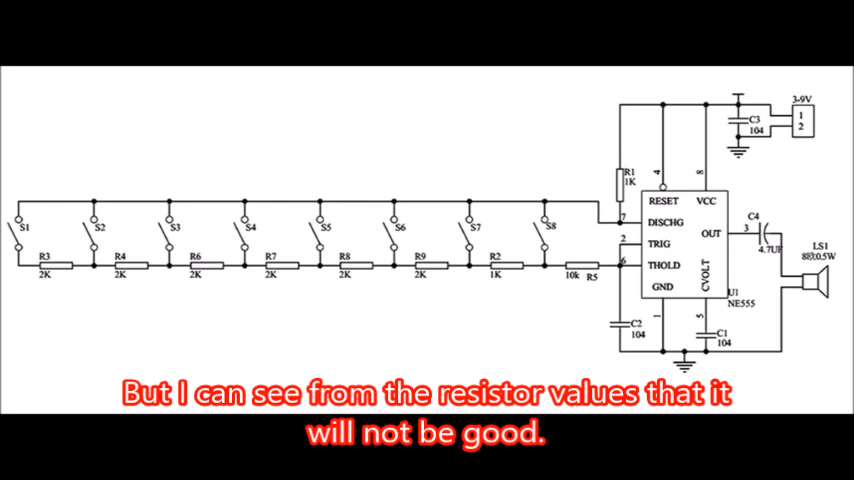 3-9V
1
2
C3
104
R1
1K
4
8
RESET
VCC
S1
S2
S3
S4
S5
S6
S7
S8
7
DISCHG
2
TRIG
OUT
3
C4
4.7UF
6
THOLD
CVOLT
GND
LS1
R3
2K
R4
2K
R6
2K
R7
2K
R8
2K
R9
2K
R2
1K
10k
R5
U1
NE555
1
5
C2
104
C1
104
But I can see from the resistor values that it
will not be good.